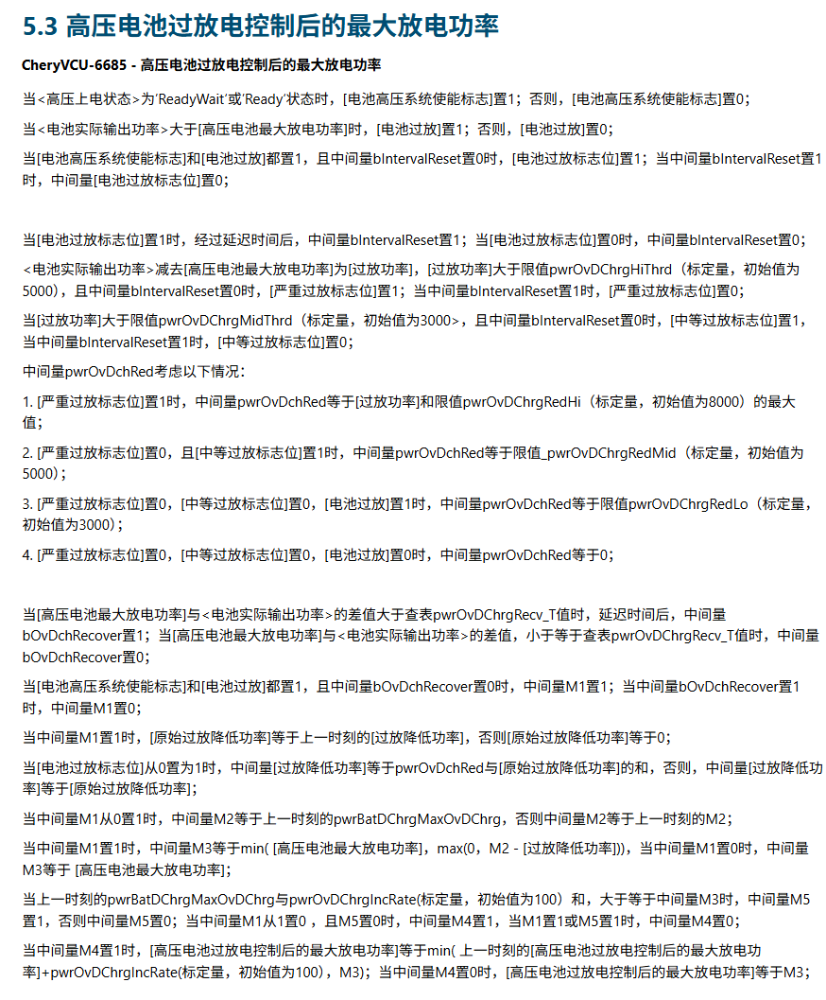 5.3 高压电池过放电控制后的最大放电功率
CheryVCU-6685 - 高压电池过放电控制后的最大放电功率
当<高压上电状态>为'ReadyWait'或'Ready'状态时，[电池高压系统使能标志]置1；否则，[电池高压系统使能标志]置0；
当<电池实际输出功率>大于[高压电池最大放电功率]时，[电池过放]置1；否则，[电池过放]置0；
当[电池高压系统使能标志]和[电池过放]都置1，且中间量bIntervalReset置0时，[电池过放标志位]置1；当中间量bIntervalReset置1
时，中间量[电池过放标志位]置0；
当[电池过放标志位]置1时，经过延迟时间后，中间量bIntervalReset置1；当[电池过放标志位]置0时，中间量bIntervalReset置0；
<电池实际输出功率>减去[高压电池最大放电功率]为[过放功率]，[过放功率]大于限值pwrOvDChrgHiThrd（标定量，初始值为
5000），且中间量bIntervalReset置0时，[严重过放标志位]置1；当中间量bIntervalReset置1时，[严重过放标志位]置0；
当[过放功率]大于限值pwrOvDChrgMidThrd（标定量，初始值为3000>，且中间量bIntervalReset置0时，[中等过放标志位]置1，
当中间量bIntervalReset置1时，[中等过放标志位]置0；
中间量pwrOvDchRed考虑以下情况：
1. [严重过放标志位]置1时，中间量pwrOvDchRed等于[过放功率]和限值pwrOvDChrgRedHi（标定量，初始值为8000）的最大
值；
2. [严重过放标志位]置0，且[中等过放标志位]置1时，中间量pwrOvDchRed等于限值_pwrOvDChrgRedMid（标定量，初始值为
5000）；
3. [严重过放标志位]置0，[中等过放标志位]置0，[电池过放]置1时，中间量pwrOvDchRed等于限值pwrOvDChrgRedLo（标定量，
初始值为3000）；
4. [严重过放标志位]置0，[中等过放标志位]置0，[电池过放]置0时，中间量pwrOvDchRed等于0；
当[高压电池最大放电功率]与<电池实际输出功率>的差值大于查表pwrOvDChrgRecv_T值时，延迟时间后，中间量
bOvDchRecover置1；当[高压电池最大放电功率]与<电池实际输出功率>的差值，小于等于查表pwrOvDChrgRecv_T值时，中间量
bOvDchRecover置0；
当[电池高压系统使能标志]和[电池过放]都置1，且中间量bOvDchRecover置0时，中间量M1置1；当中间量bOvDchRecover置1
时，中间量M1置0；
当中间量M1置1时，[原始过放降低功率]等于上一时刻的[过放降低功率]，否则[原始过放降低功率]等于0；
当[电池过放标志位]从0置为1时，中间量[过放降低功率]等于pwrOvDchRed与[原始过放降低功率]的和，否则，中间量[过放降低功
率]等于[原始过放降低功率]；
当中间量M1从0置1时，中间量M2等于上一时刻的pwrBatDChrgMaxOvDChrg，否则中间量M2等于上一时刻的M2；
当中间量M1置1时，中间量M3等于min( [高压电池最大放电功率]，max(0，M2 - [过放降低功率]))，当中间量M1置0时，中间量
M3等于 [高压电池最大放电功率]；
当上一时刻的pwrBatDChrgMaxOvDChrg与pwrOvDChrgIncRate(标定量，初始值为100）和，大于等于中间量M3时，中间量M5
置1，否则中间量M5置0；当中间量M1从1置0 ，且M5置0时，中间量M4置1，当M1置1或M5置1时，中间量M4置0；
当中间量M4置1时，[高压电池过放电控制后的最大放电功率]等于min( 上一时刻的[高压电池过放电控制后的最大放电功
率]+pwrOvDChrgIncRate(标定量，初始值为100），M3)；当中间量M4置0时，[高压电池过放电控制后的最大放电功率]等于M3；